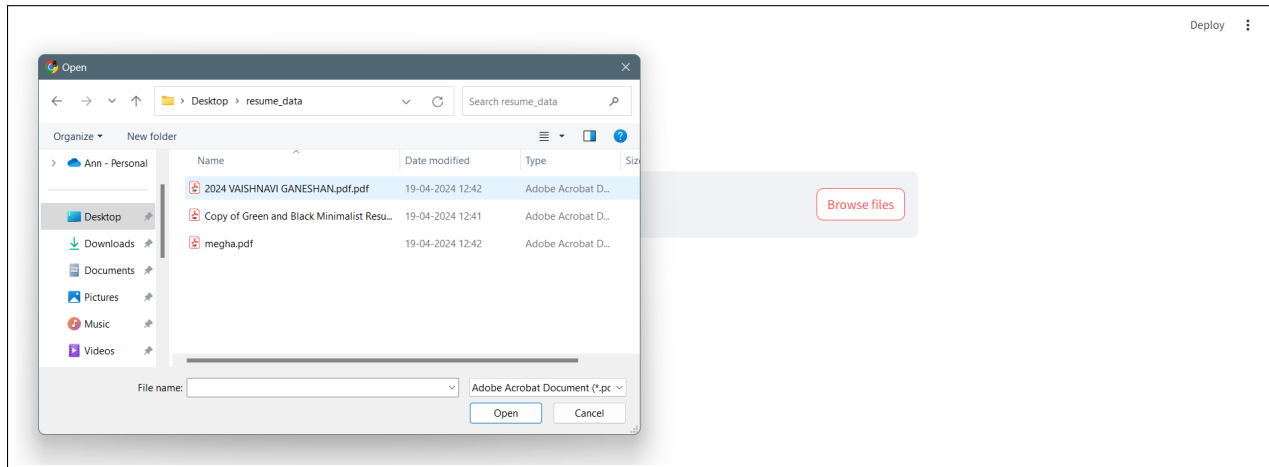 Deploy
Open
Desktop > resume_data
Search resume_data
Organize
New folder
Ann - Personal
Name
Date modified
Type
Siz
2024 VAISHNAVI GANESHAN.pdf.pdf
19-04-2024 12:42
Adobe Acrobat D...
Desktop
Copy of Green and Black Minimalist Resu...
19-04-2024 12:41
Adobe Acrobat D...
Downloads
megha.pdf
19-04-2024 12:42
Adobe Acrobat D...
Documents
Pictures
Music
Videos
Browse files
File name:
Adobe Acrobat Document (*.pc
Open
Cancel